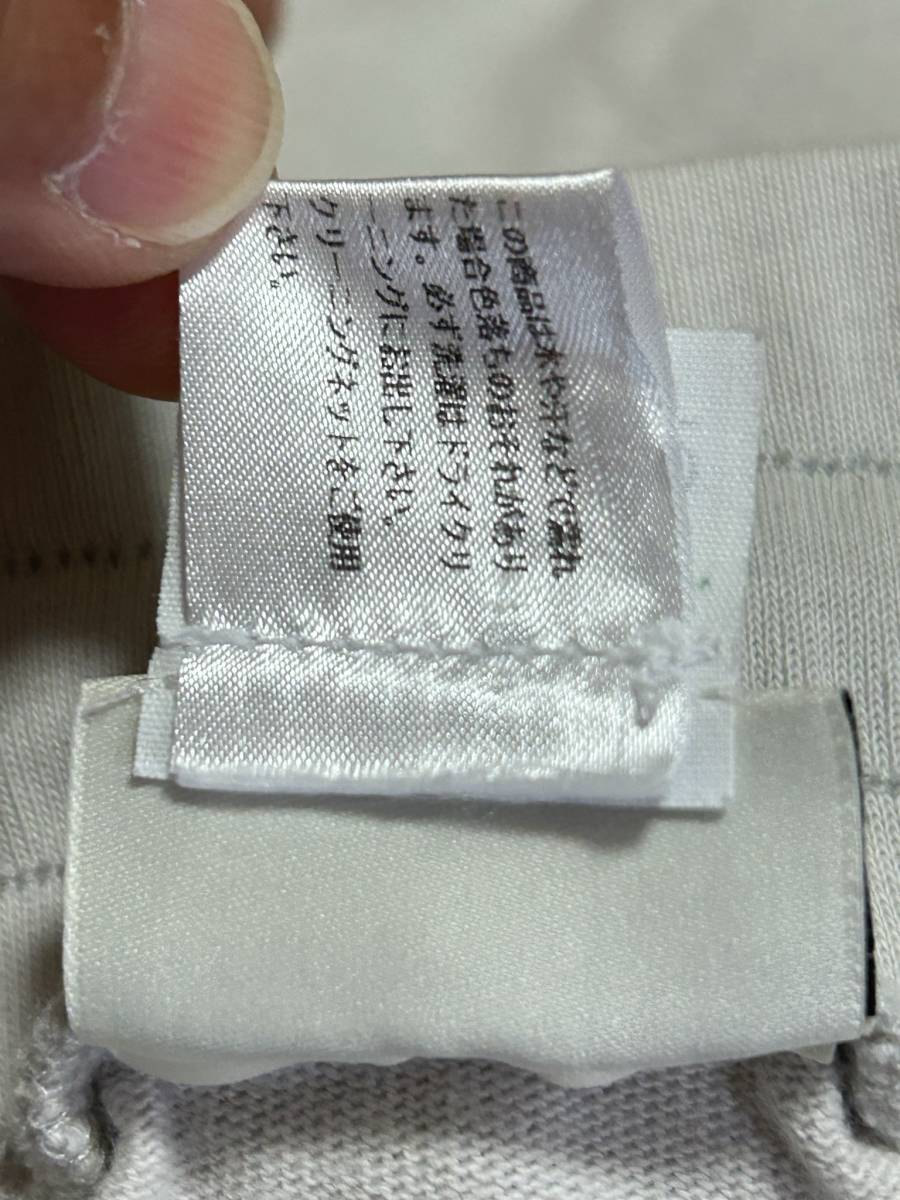 この商品は水や汗などで濡れ
た場合色落ちのおそれがあり
ます。必ず洗濯はドライクリ
ーニングにお出し下さい。
クリーニングネットをご使用
下さい。